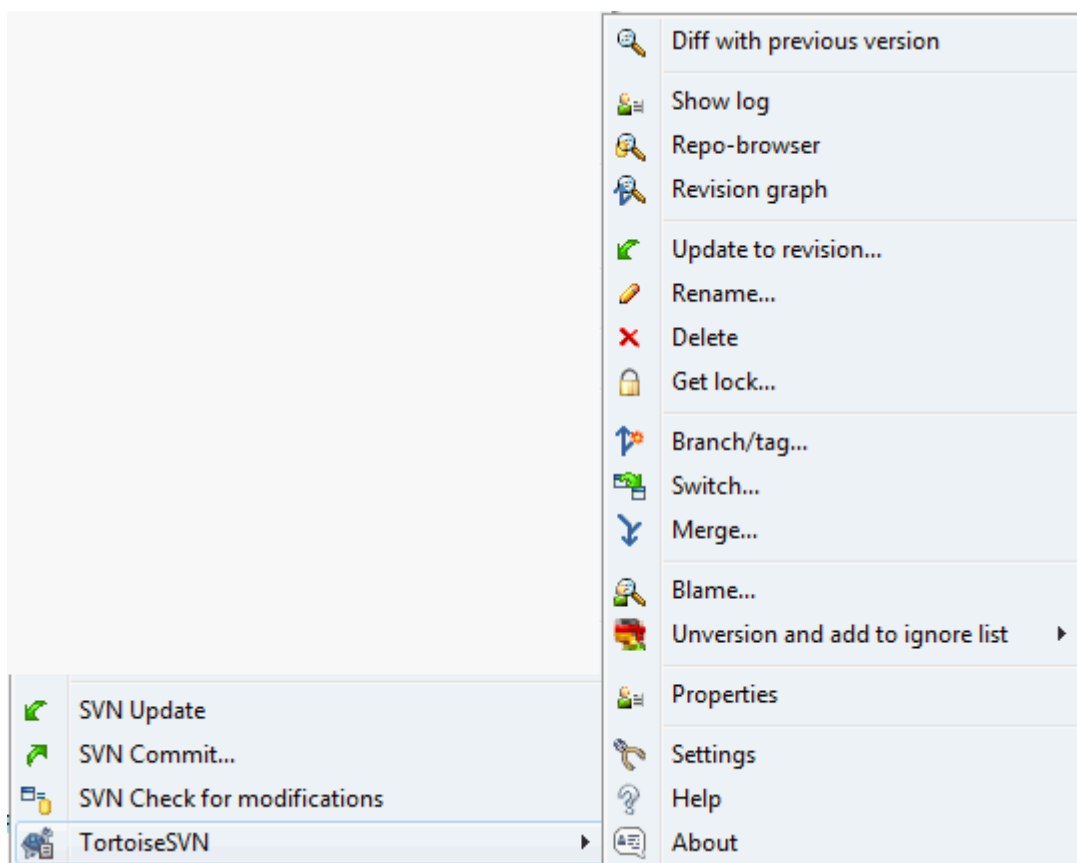 Diff with previous version
Show log
Repo-browser
Revision graph
Update to revision...
Rename...
Delete
Get lock...
Branch/tag...
Switch...
Merge...
Blame...
Unversion and add to ignore list
Properties
Settings
Help
About
SVN Update
SVN Commit...
SVN Check for modifications
TortoiseSVN